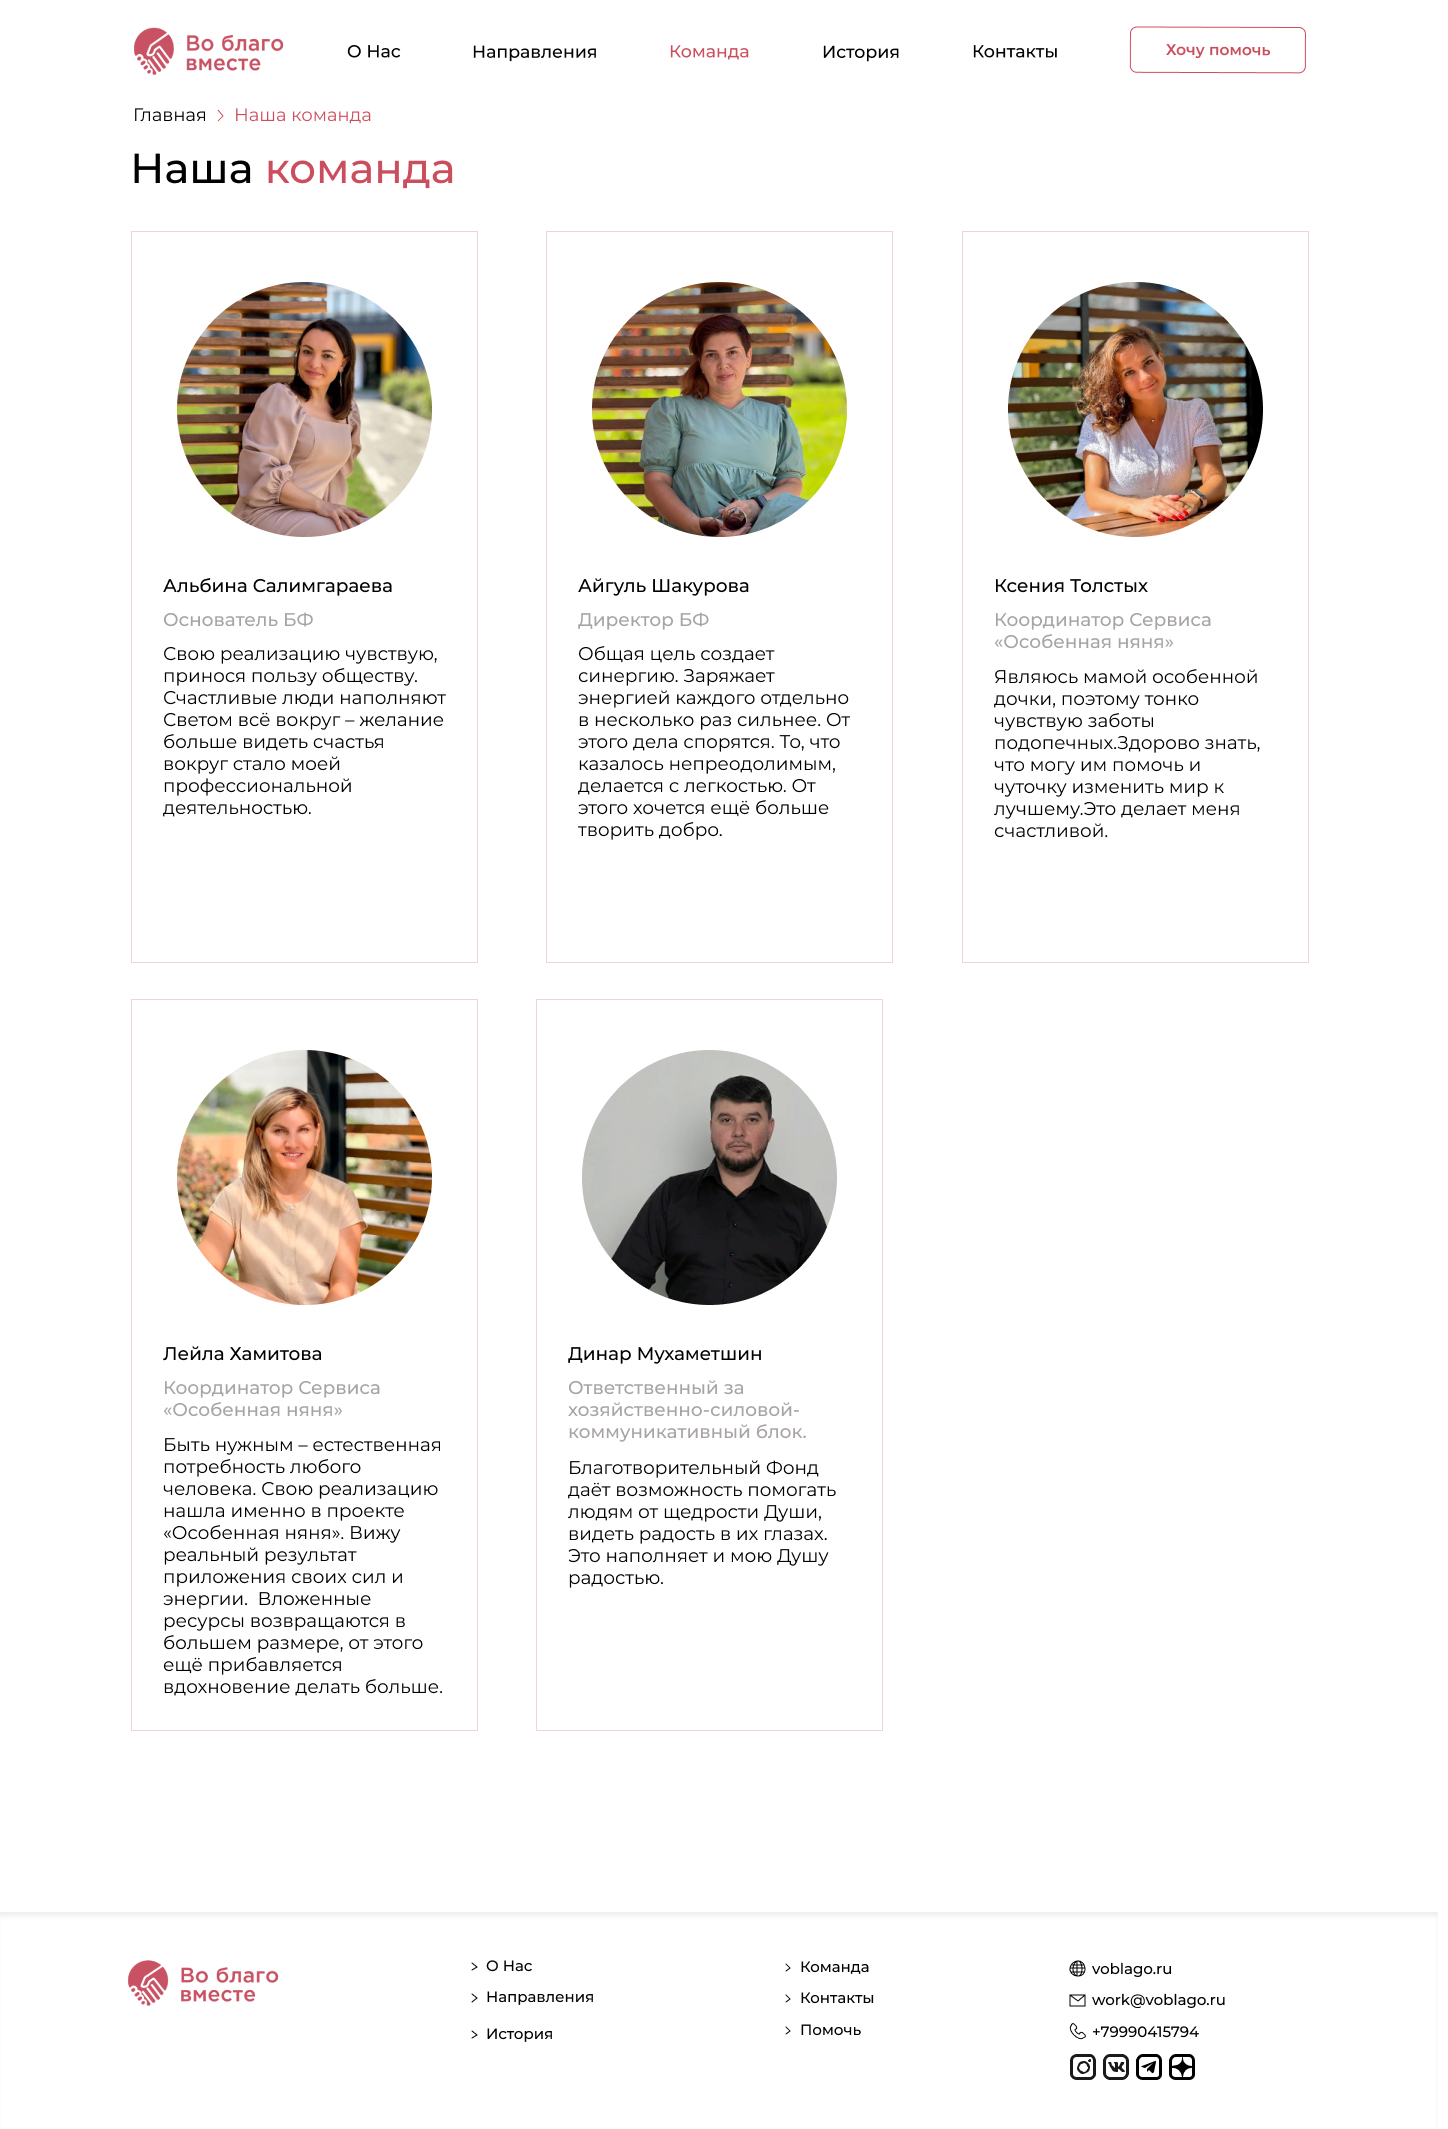 Во благо
вместе
О Нас
Направления
Команда
История
Контакты
Хочу помочь
Главная
Наша команда
Наша команда
Альбина Салимгараева
Основатель БФ
Свою реализацию чувствую,
принося пользу обществу.
Счастливые люди наполняют
Светом всё вокруг – желание
больше видеть счастья
вокруг стало моей
профессиональной
деятельностью.
Айгуль Шакурова
Директор БФ
Общая цель создает
синергию. Заряжает
энергией каждого отдельно
в несколько раз сильнее. От
этого дела спорятся. То, что
казалось непреодолимым,
делается с легкостью. От
этого хочется ещё больше
творить добро.
Ксения Толстых
Координатор Сервиса
«Особенная няня»
Являюсь мамой особенной
дочки, поэтому тонко
чувствую заботы
подопечных.Здорово знать,
что могу им помочь и
чуточку изменить мир к
лучшему.Это делает меня
счастливой.
Лейла Хамитова
Координатор Сервиса
«Особенная няня»
Быть нужным – естественная
потребность любого
человека. Свою реализацию
нашла именно в проекте
«Особенная няня». Вижу
реальный результат
приложения своих сил и
энергии.  Вложенные
ресурсы возвращаются в
большем размере, от этого
ещё прибавляется
вдохновение делать больше.
Динар Мухаметшин
Ответственный за
хозяйственно-силовой-
коммуникативный блок.
Благотворительный Фонд
даёт возможность помогать
людям от щедрости Души,
видеть радость в их глазах.
Это наполняет и мою Душу
радостью.
Во благо
вместе
О Нас
Направления
История
Команда
Контакты
Помочь
voblago.ru
work@voblago.ru
+79990415794